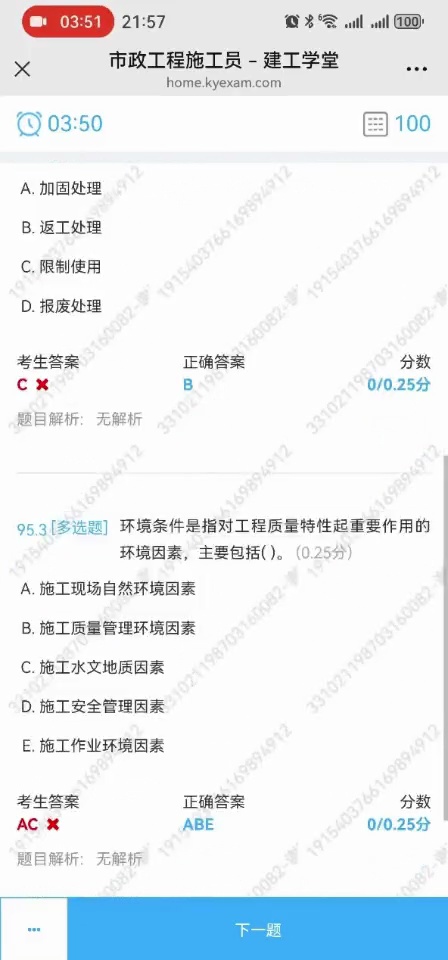 03:51 21:57 6 100
市政工程施工员 – 建工学堂
home.kyexam.com
03:50 100
A. 加固处理
B. 返工处理
C. 限制使用
D. 报废处理
考生答案 正确答案 分数
C B 0/0.25分
题目解析： 无解析
95.3 [多选题] 环境条件是指对工程质量特性起重要作用的
环境因素，主要包括( )。 (0.25分)
A. 施工现场自然环境因素
B. 施工质量管理环境因素
C. 施工水文地质因素
D. 施工安全管理因素
E. 施工作业环境因素
考生答案 正确答案 分数
AC ABE 0/0.25分
题目解析： 无解析
下一题